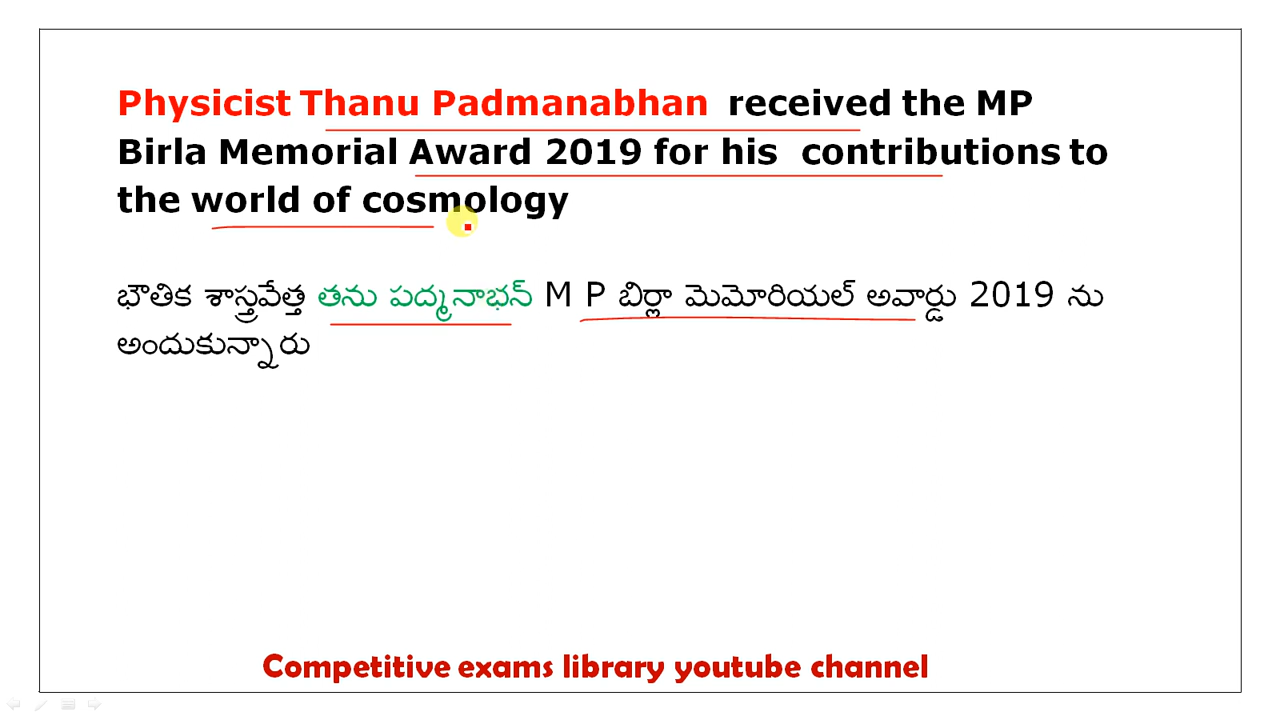 Physicist Thanu Padmanabhan received the MP
Birla Memorial Award 2019 for his contributions to
the world of cosmology
భౌతిక శాస్త్రవేత్త తను పద్మనాభన్ M P బిర్లా మెమోరియల్ అవార్డు 2019 ను
అందుకున్నారు
Competitive exams library youtube channel